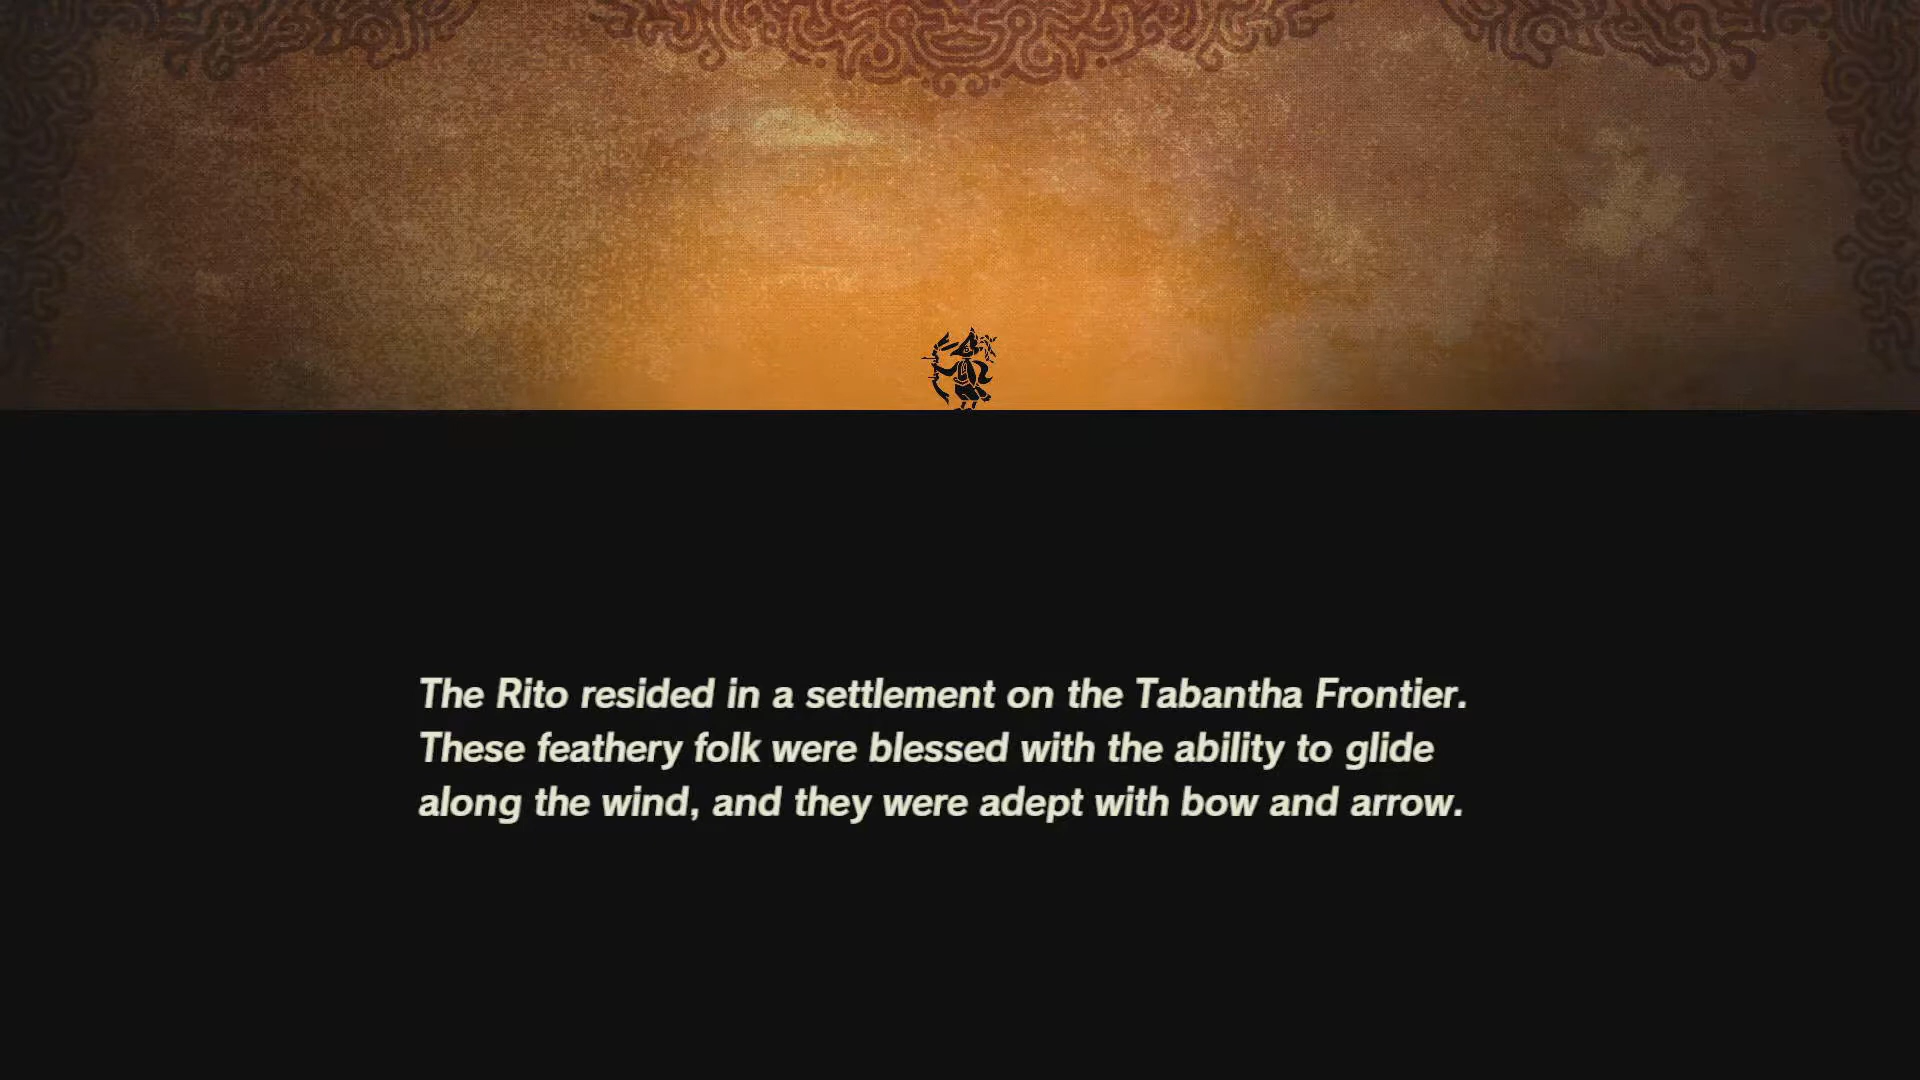 The Rito resided in a settlement on the Tabantha Frontier.
These feathery folk were blessed with the ability to glide
along the wind, and they were adept with bow and arrow.